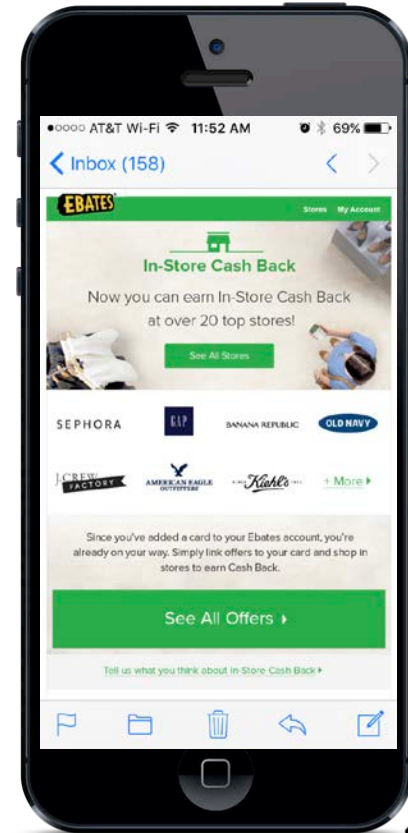 ●○○○○ AT&T Wi-Fi 11:52 AM 69%
Inbox (158)
EBATES
Stores My Account
In-Store Cash Back
Now you can earn In-Store Cash Back
at over 20 top stores!
See All Stores
SEPHORA GAP BANANA REPUBLIC OLD NAVY
J.CREW FACTORY AMERICAN EAGLE OUTFITTERS Kiehl's + More
Since you've added a card to your Ebates account, you're
already on your way. Simply link offers to your card and shop in
stores to earn Cash Back.
See All Offers
Tell us what you think about In-Store Cash Back